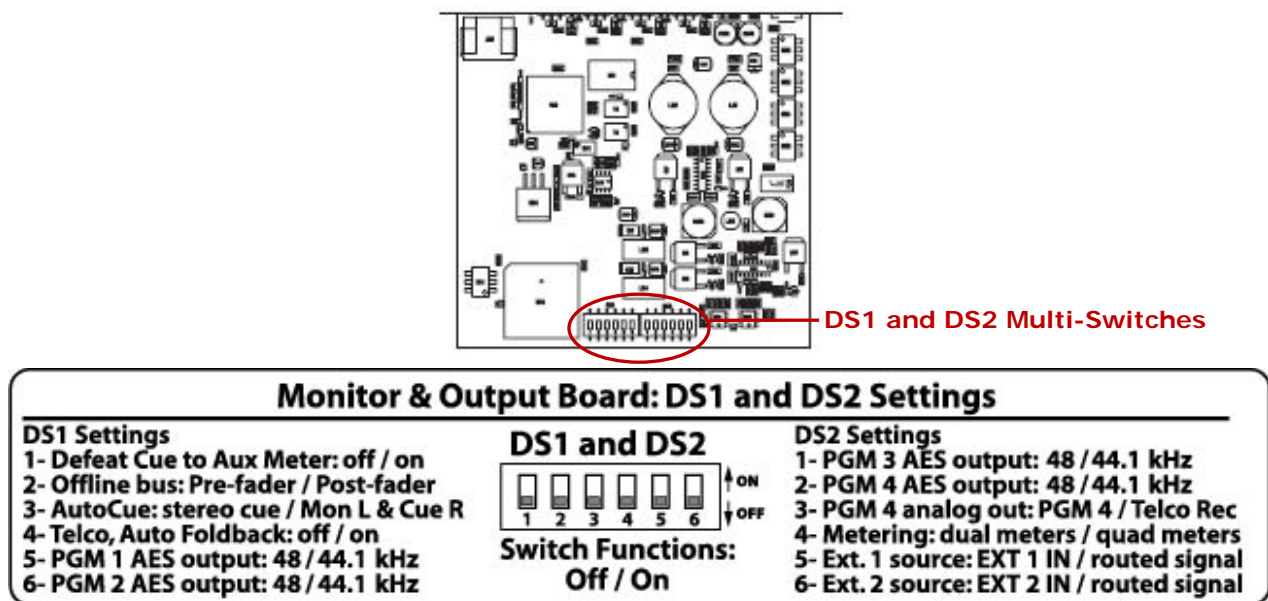 DS1 and DS2 Multi-Switches
Monitor & Output Board: DS1 and DS2 Settings
DS1 Settings
1- Defeat Cue to Aux Meter: off / on
2- Offline bus: Pre-fader / Post-fader
3- AutoCue: stereo cue / Mon L & Cue R
4- Telco, Auto Foldback: off / on
5- PGM 1 AES output: 48 / 44.1 kHz
6- PGM 2 AES output: 48 / 44.1 kHz
DS1 and DS2
ON
1 2 3 4 5 6
OFF
Switch Functions:
Off / On
DS2 Settings
1- PGM 3 AES output: 48 / 44.1 kHz
2- PGM 4 AES output: 48 / 44.1 kHz
3- PGM 4 analog out: PGM 4 / Telco Rec
4- Metering: dual meters / quad meters
5- Ext. 1 source: EXT 1 IN / routed signal
6- Ext. 2 source: EXT 2 IN / routed signal